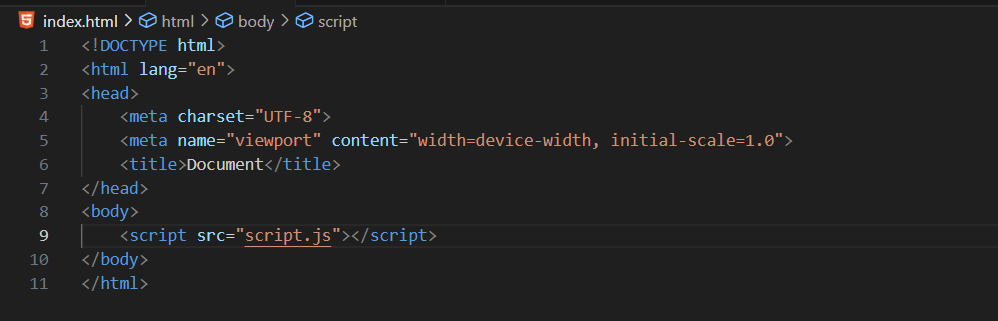 index.html > html > body > script
1 <!DOCTYPE html>
2 <html lang="en">
3 <head>
4     <meta charset="UTF-8">
5     <meta name="viewport" content="width=device-width, initial-scale=1.0">
6     <title>Document</title>
7 </head>
8 <body>
9     <script src="script.js"></script>
10 </body>
11 </html>